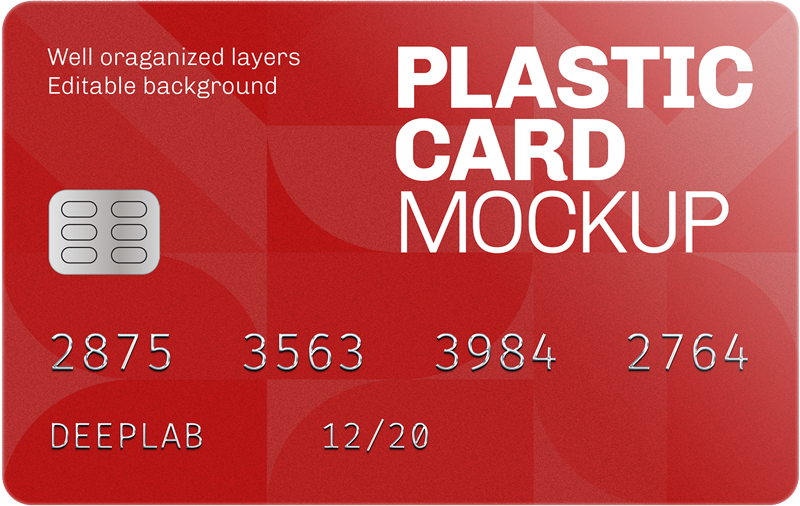 Well oraganized layers
Editable background
PLASTIC
CARD
MOCKUP
2875 3563 3984 2764
DEEPLAB 12/20